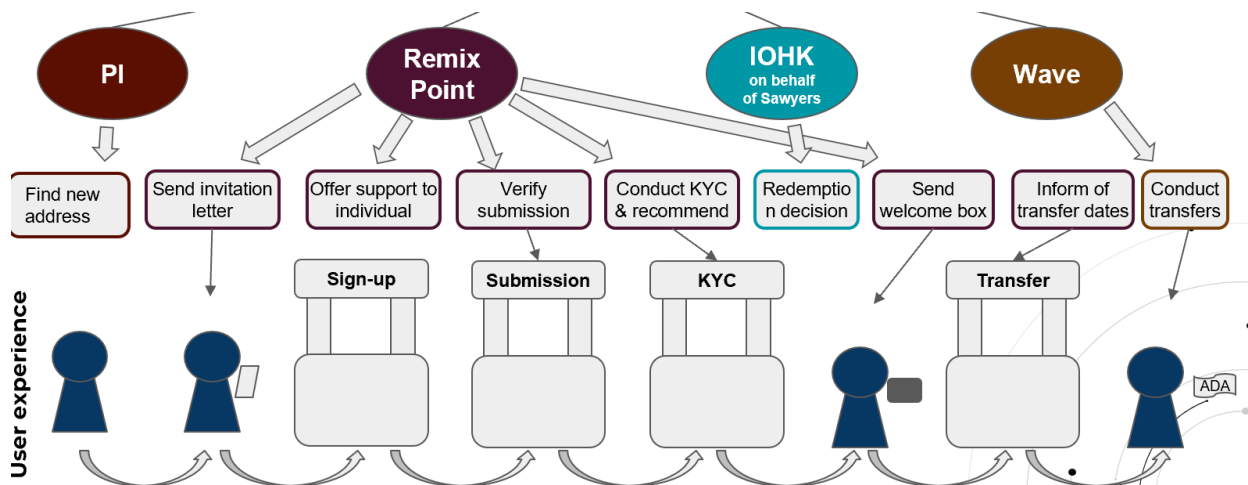 PI
Remix
Point
IOHK
on behalf
of Sawyers
Wave
Find new
address
Send invitation
letter
Offer support to
individual
Verify
submission
Conduct KYC
& recommend
Redemptio
n decision
Send
welcome box
Inform of
transfer dates
Conduct
transfers
Sign-up
Submission
KYC
Transfer
User experience
ADA